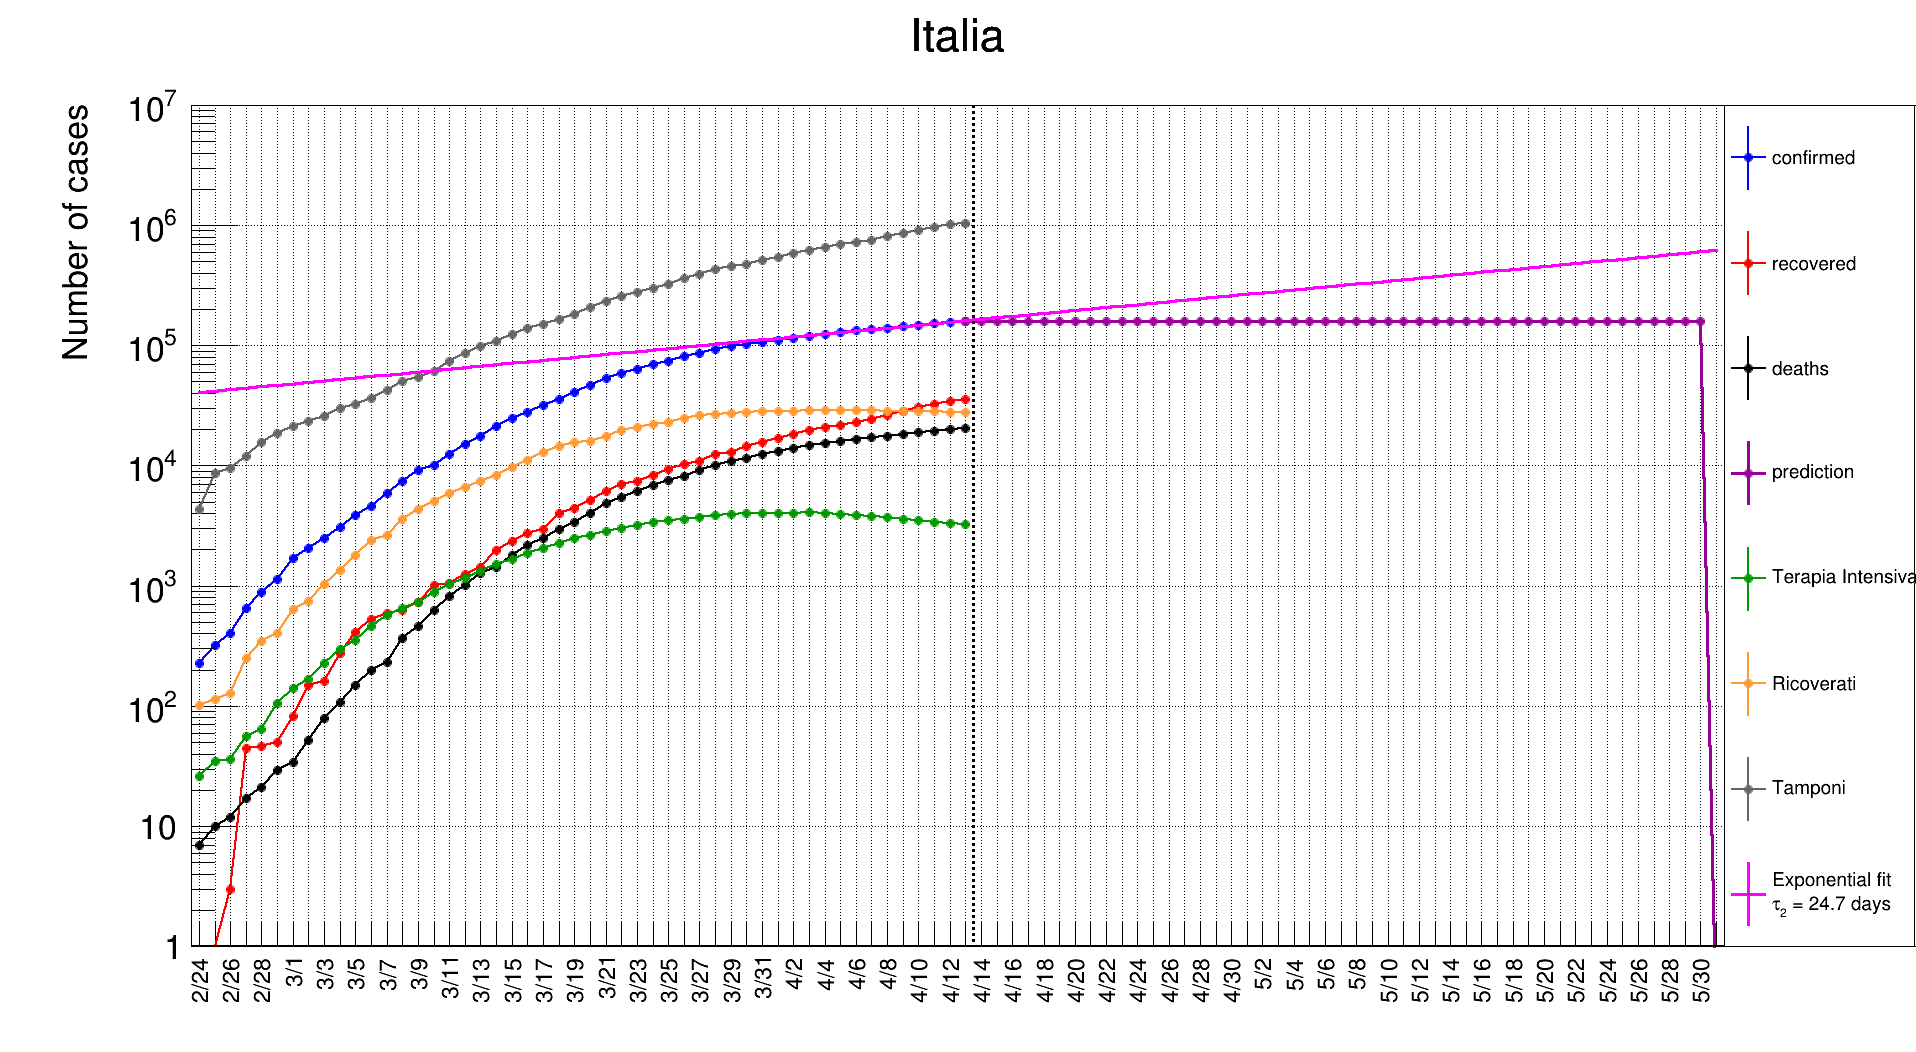 Italia
Number of cases
10^7
10^6
10^5
10^4
10^3
10^2
10
1
2/24 2/26 2/28 3/1 3/3 3/5 3/7 3/9 3/11 3/13 3/15 3/17 3/19 3/21 3/23 3/25 3/27 3/29 3/31 4/2 4/4 4/6 4/8 4/10 4/12 4/14 4/16 4/18 4/20 4/22 4/24 4/26 4/28 4/30 5/2 5/4 5/6 5/8 5/10 5/12 5/14 5/16 5/18 5/20 5/22 5/24 5/26 5/28 5/30
confirmed
recovered
deaths
prediction
Terapia Intensiva
Ricoverati
Tamponi
Exponential fit
τ₂ = 24.7 days